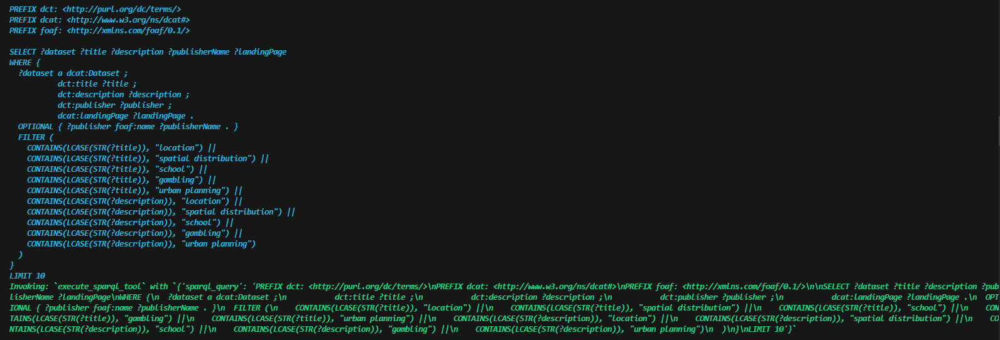 PREFIX dct: <http://purl.org/dc/terms/>
PREFIX dcat: <http://www.w3.org/ns/dcat#>
PREFIX foaf: <http://xmlns.com/foaf/0.1/>

SELECT ?dataset ?title ?description ?publisherName ?landingPage
WHERE {
  ?dataset a dcat:Dataset ;
           dct:title ?title ;
           dct:description ?description ;
           dct:publisher ?publisher ;
           dcat:landingPage ?landingPage .
  OPTIONAL { ?publisher foaf:name ?publisherName . }
  FILTER (
    CONTAINS(LCASE(STR(?title)), "location") ||
    CONTAINS(LCASE(STR(?title)), "spatial distribution") ||
    CONTAINS(LCASE(STR(?title)), "school") ||
    CONTAINS(LCASE(STR(?title)), "gambling") ||
    CONTAINS(LCASE(STR(?title)), "urban planning") ||
    CONTAINS(LCASE(STR(?description)), "location") ||
    CONTAINS(LCASE(STR(?description)), "spatial distribution") ||
    CONTAINS(LCASE(STR(?description)), "school") ||
    CONTAINS(LCASE(STR(?description)), "gambling") ||
    CONTAINS(LCASE(STR(?description)), "urban planning")
  )
}
LIMIT 10
Invoking: `execute_sparql_tool` with `{'sparql_query': 'PREFIX dct: <http://purl.org/dc/terms/>\nPREFIX dcat: <http://www.w3.org/ns/dcat#>\nPREFIX foaf: <http://xmlns.com/foaf/0.1/>\n\nSELECT ?dataset ?title ?description ?pub
lisherName ?landingPage\nWHERE {\n  ?dataset a dcat:Dataset ;\n           dct:title ?title ;\n           dct:description ?description ;\n           dct:publisher ?publisher ;\n           dcat:landingPage ?landingPage .\n  OPT
IONAL { ?publisher foaf:name ?publisherName . }\n  FILTER (\n    CONTAINS(LCASE(STR(?title)), "location") ||\n    CONTAINS(LCASE(STR(?title)), "spatial distribution") ||\n    CONTAINS(LCASE(STR(?title)), "school") ||\n    CON
TAINS(LCASE(STR(?title)), "gambling") ||\n    CONTAINS(LCASE(STR(?title)), "urban planning") ||\n    CONTAINS(LCASE(STR(?description)), "location") ||\n    CONTAINS(LCASE(STR(?description)), "spatial distribution") ||\n    CO
NTAINS(LCASE(STR(?description)), "school") ||\n    CONTAINS(LCASE(STR(?description)), "gambling") ||\n    CONTAINS(LCASE(STR(?description)), "urban planning")\n  )\n}\nLIMIT 10'}`